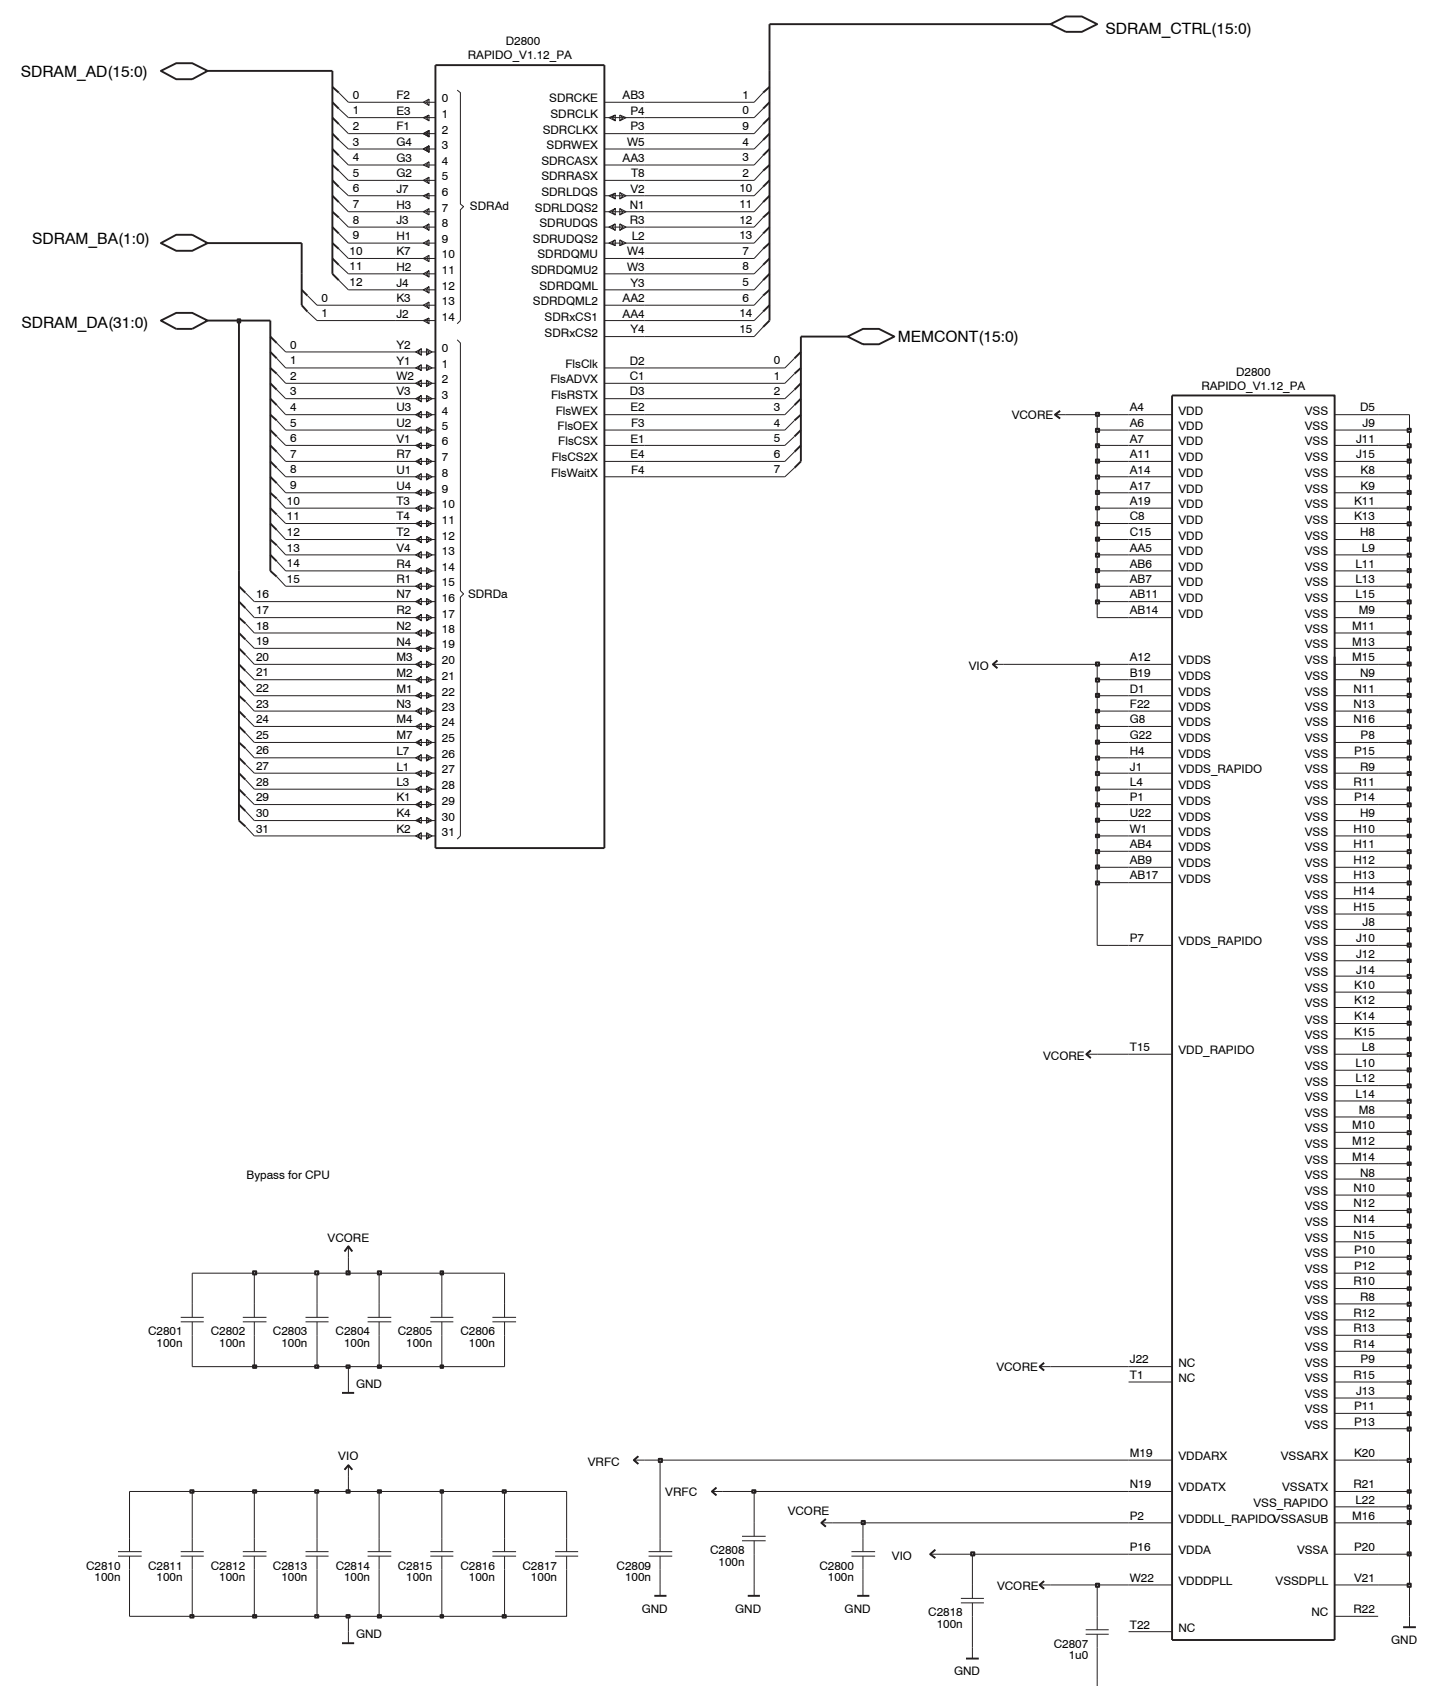 SDRAM_CTRL(15:0)
D2800
RAPIDO_V1.12_PA
SDRAM_AD(15:0)
0 F2 0 SDRCKE AB3 1
1 E3 1 SDRCLK P4 0
2 F1 2 SDRCLKX P3 9
3 G4 3 SDRWEX W5 4
4 G3 4 SDRCASX AA3 3
5 G2 5 SDRRASX T8 2
6 J7 6 SDRLDQS V2 10
7 H3 7 SDRAd SDRLDQS2 N1 11
8 J3 8 SDRUDQS R3 12
SDRAM_BA(1:0) 9 H1 9 SDRUDQS2 L2 13
10 K7 10 SDRDQMU W4 7
11 H2 11 SDRDQMU2 W3 8
12 J4 12 SDRDQML Y3 5
0 K3 13 SDRDQML2 AA2 6
1 J2 14 SDRxCS1 AA4 14
SDRAM_DA(31:0) SDRxCS2 Y4 15
MEMCONT(15:0)
0 Y2 0
1 Y1 1 FlsClk D2 0
2 W2 2 FlsADVX C1 1
3 V3 3 FlsRSTX D3 2
4 U3 4 FlsWEX E2 3
5 U2 5 FlsOEX F3 4
6 V1 6 FlsCSX E1 5
7 R7 7 FlsCS2X E4 6
8 U1 8 FlsWaitX F4 7
9 U4 9
10 T3 10
11 T4 11
12 T2 12
13 V4 13
14 R4 14
15 R1 15
16 N7 16 SDRDa
17 R2 17
18 N2 18
19 N4 19
20 M3 20
21 M2 21
22 M1 22
23 N3 23
24 M4 24
25 M7 25
26 L7 26
27 L1 27
28 L3 28
29 K1 29
30 K4 30
31 K2 31
D2800
RAPIDO_V1.12_PA
VCORE A4 VDD VSS D5
A6 VDD VSS J9
A7 VDD VSS J11
A11 VDD VSS J15
A14 VDD VSS K8
A17 VDD VSS K9
A19 VDD VSS K11
C8 VDD VSS K13
C15 VDD VSS H8
AA5 VDD VSS L9
AB6 VDD VSS L11
AB7 VDD VSS L13
AB11 VDD VSS L15
AB14 VDD VSS M9
VSS M11
VSS M13
VIO A12 VDDS VSS M15
B19 VDDS VSS N9
D1 VDDS VSS N11
F22 VDDS VSS N13
G8 VDDS VSS N16
G22 VDDS VSS P8
H4 VDDS VSS P15
J1 VDDS_RAPIDO VSS R9
L4 VDDS VSS R11
P1 VDDS VSS P14
U22 VDDS VSS H9
W1 VDDS VSS H10
AB4 VDDS VSS H11
AB9 VDDS VSS H12
AB17 VDDS VSS H13
VSS H14
VSS H15
VSS J8
P7 VDDS_RAPIDO VSS J10
VSS J12
VSS J14
VSS K10
VSS K12
VSS K14
VSS K15
VCORE T15 VDD_RAPIDO VSS L8
VSS L10
VSS L12
VSS L14
VSS M8
VSS M10
VSS M12
VSS M14
VSS N8
VSS N10
VSS N12
VSS N14
VSS N15
VSS P10
VSS P12
VSS R10
VSS R8
VSS R12
VSS R13
VSS R14
VCORE J22 NC VSS P9
T1 NC VSS R15
VSS J13
VSS P11
VSS P13
VRFC M19 VDDARX VSSARX K20
VRFC N19 VDDATX VSSATX R21
VSS_RAPIDO L22
VCORE P2 VDDDLL_RAPIDO VSSASUB M16
VIO P16 VDDA VSSA P20
VCORE W22 VDDDPLL VSSDPLL V21
NC R22
T22 NC
GND
Bypass for CPU
VCORE
C2801 C2802 C2803 C2804 C2805 C2806
100n 100n 100n 100n 100n 100n
GND
VIO
C2810 C2811 C2812 C2813 C2814 C2815 C2816 C2817
100n 100n 100n 100n 100n 100n 100n 100n
GND
C2809
100n
GND
C2808
100n
GND
C2800
100n
GND
C2818
100n
GND
C2807
1u0